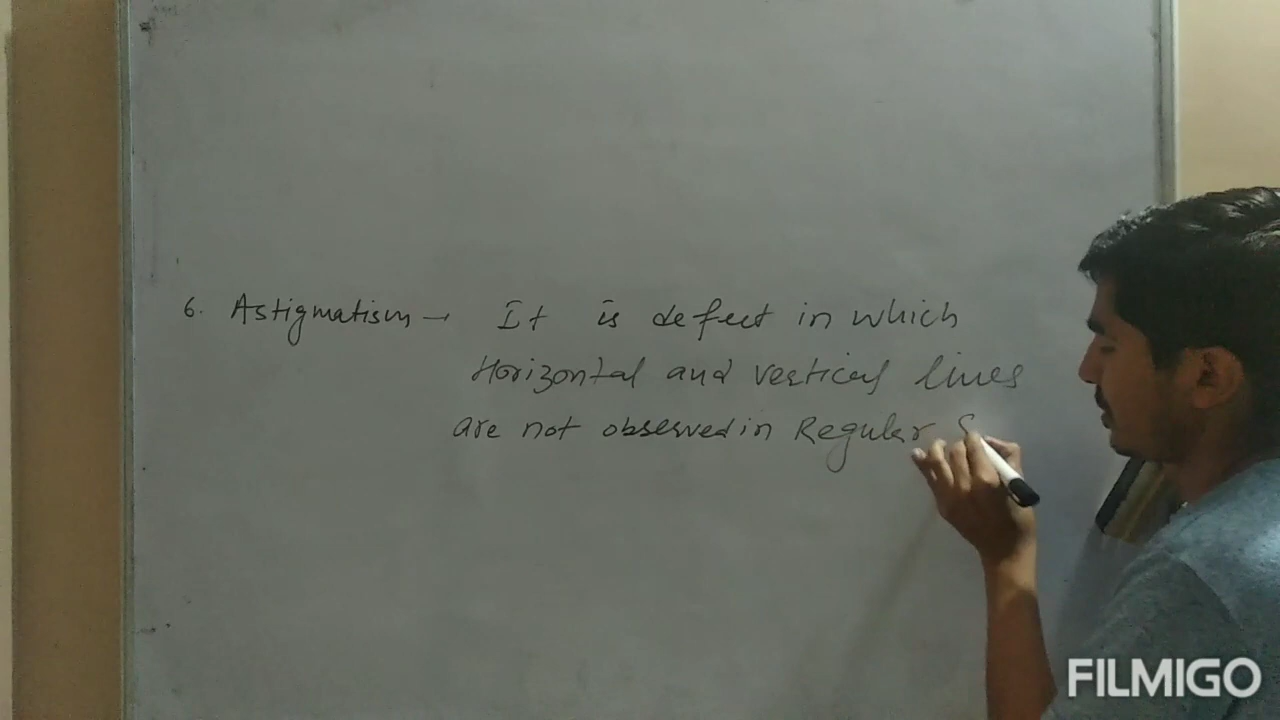 6. Astigmatism → It is defect in which
Horizontal and vertical lines
are not observed in Regular S
FILMIGO